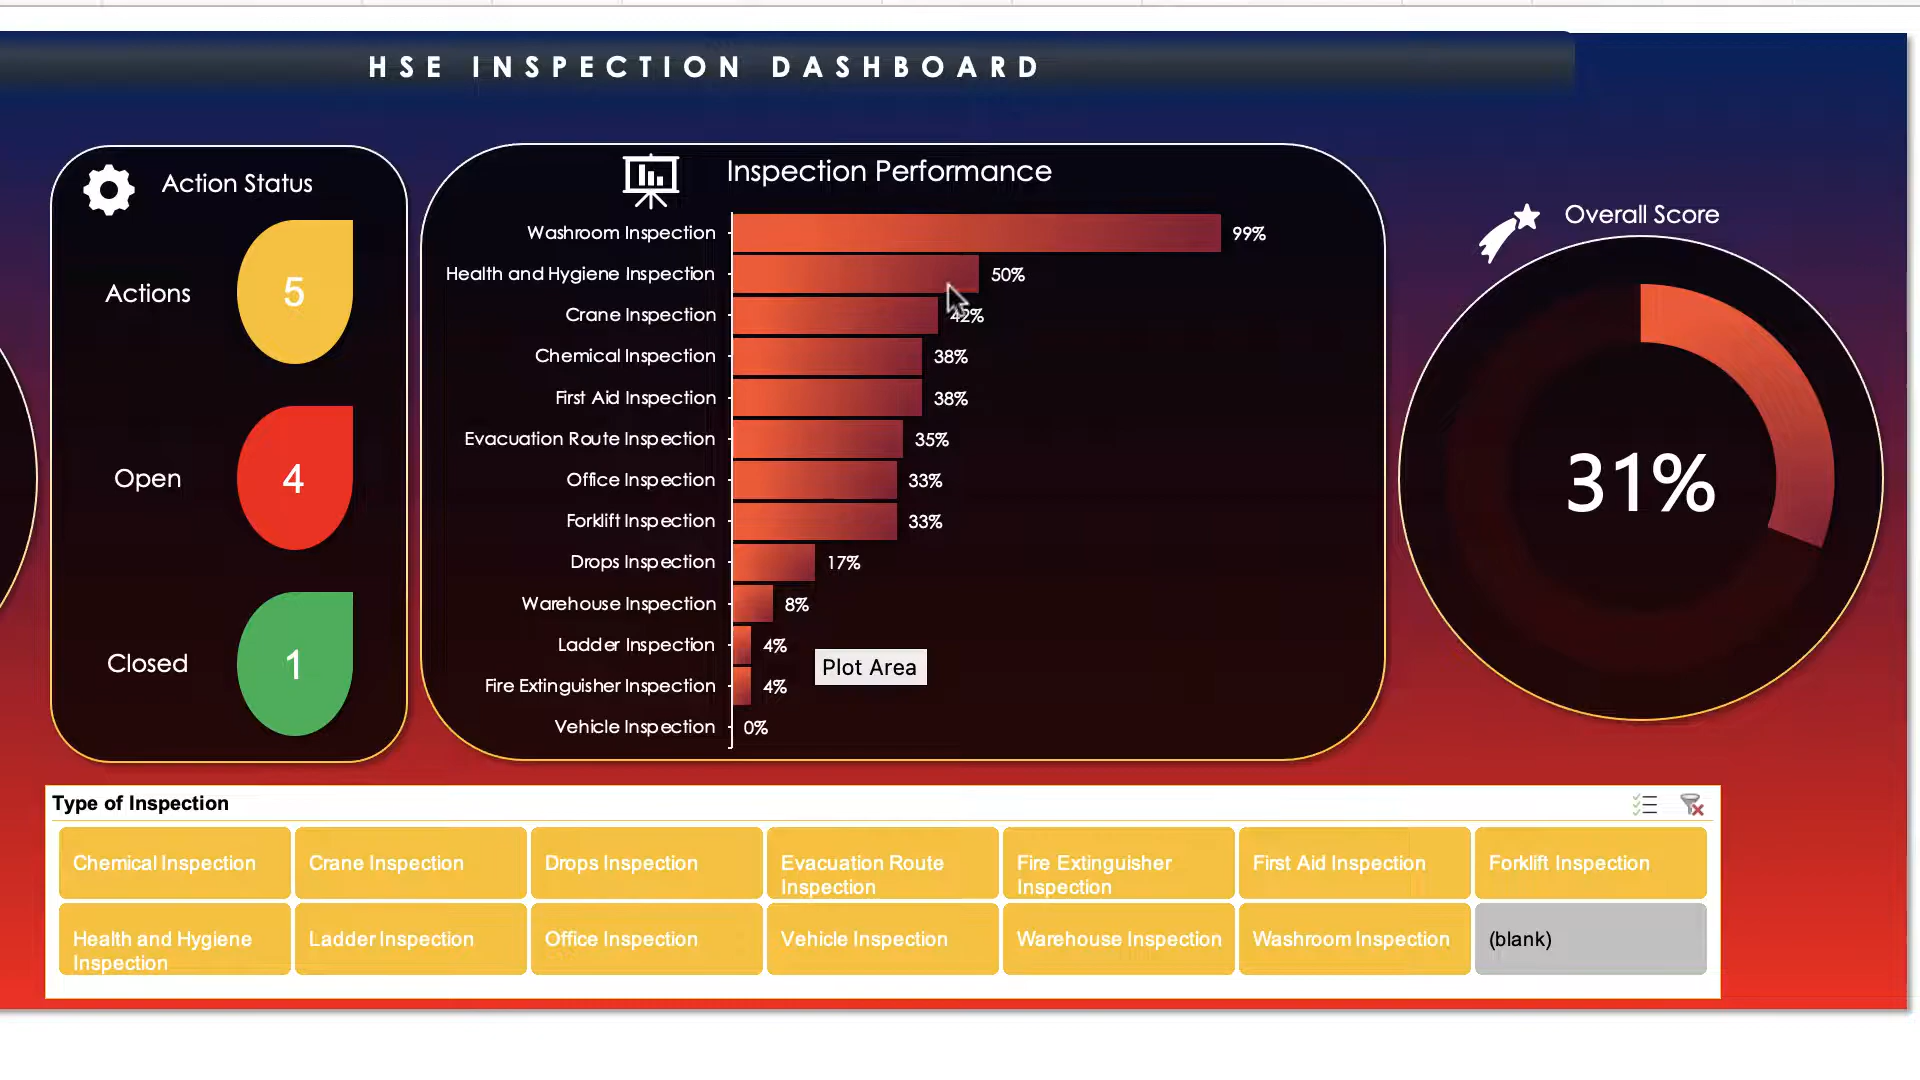 HSE INSPECTION DASHBOARD
Action Status
Actions 5
Open 4
Closed 1
Inspection Performance
Washroom Inspection 99%
Health and Hygiene Inspection 50%
Crane Inspection 42%
Chemical Inspection 38%
First Aid Inspection 38%
Evacuation Route Inspection 35%
Office Inspection 33%
Forklift Inspection 33%
Drops Inspection 17%
Warehouse Inspection 8%
Ladder Inspection 4%
Fire Extinguisher Inspection 4%
Vehicle Inspection 0%
Plot Area
Overall Score
31%
Type of Inspection
Chemical Inspection
Crane Inspection
Drops Inspection
Evacuation Route
Inspection
Fire Extinguisher
Inspection
First Aid Inspection
Forklift Inspection
Health and Hygiene
Inspection
Ladder Inspection
Office Inspection
Vehicle Inspection
Warehouse Inspection
Washroom Inspection
(blank)